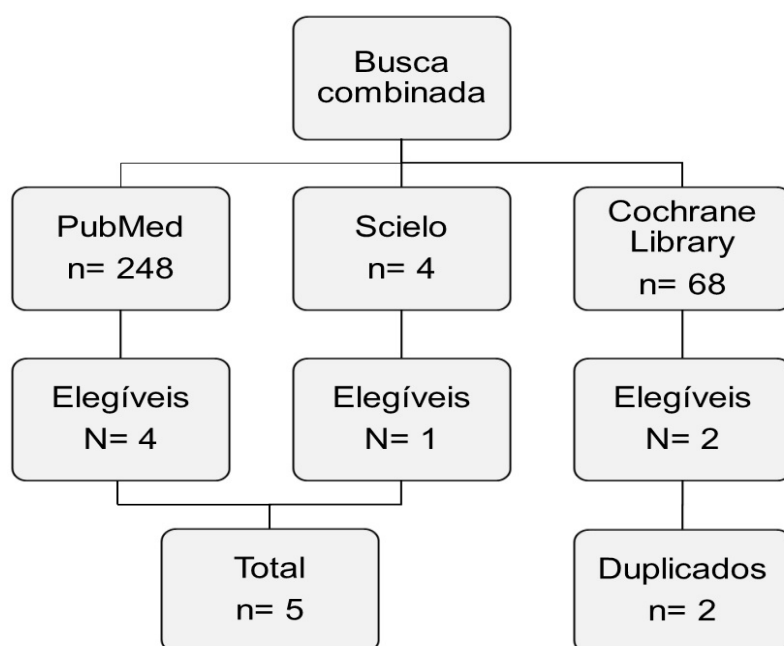 Busca
combinada
PubMed
n= 248
Scielo
n= 4
Cochrane
Library
n= 68
Elegíveis
N= 4
Elegíveis
N= 1
Elegíveis
N= 2
Total
n= 5
Duplicados
n= 2